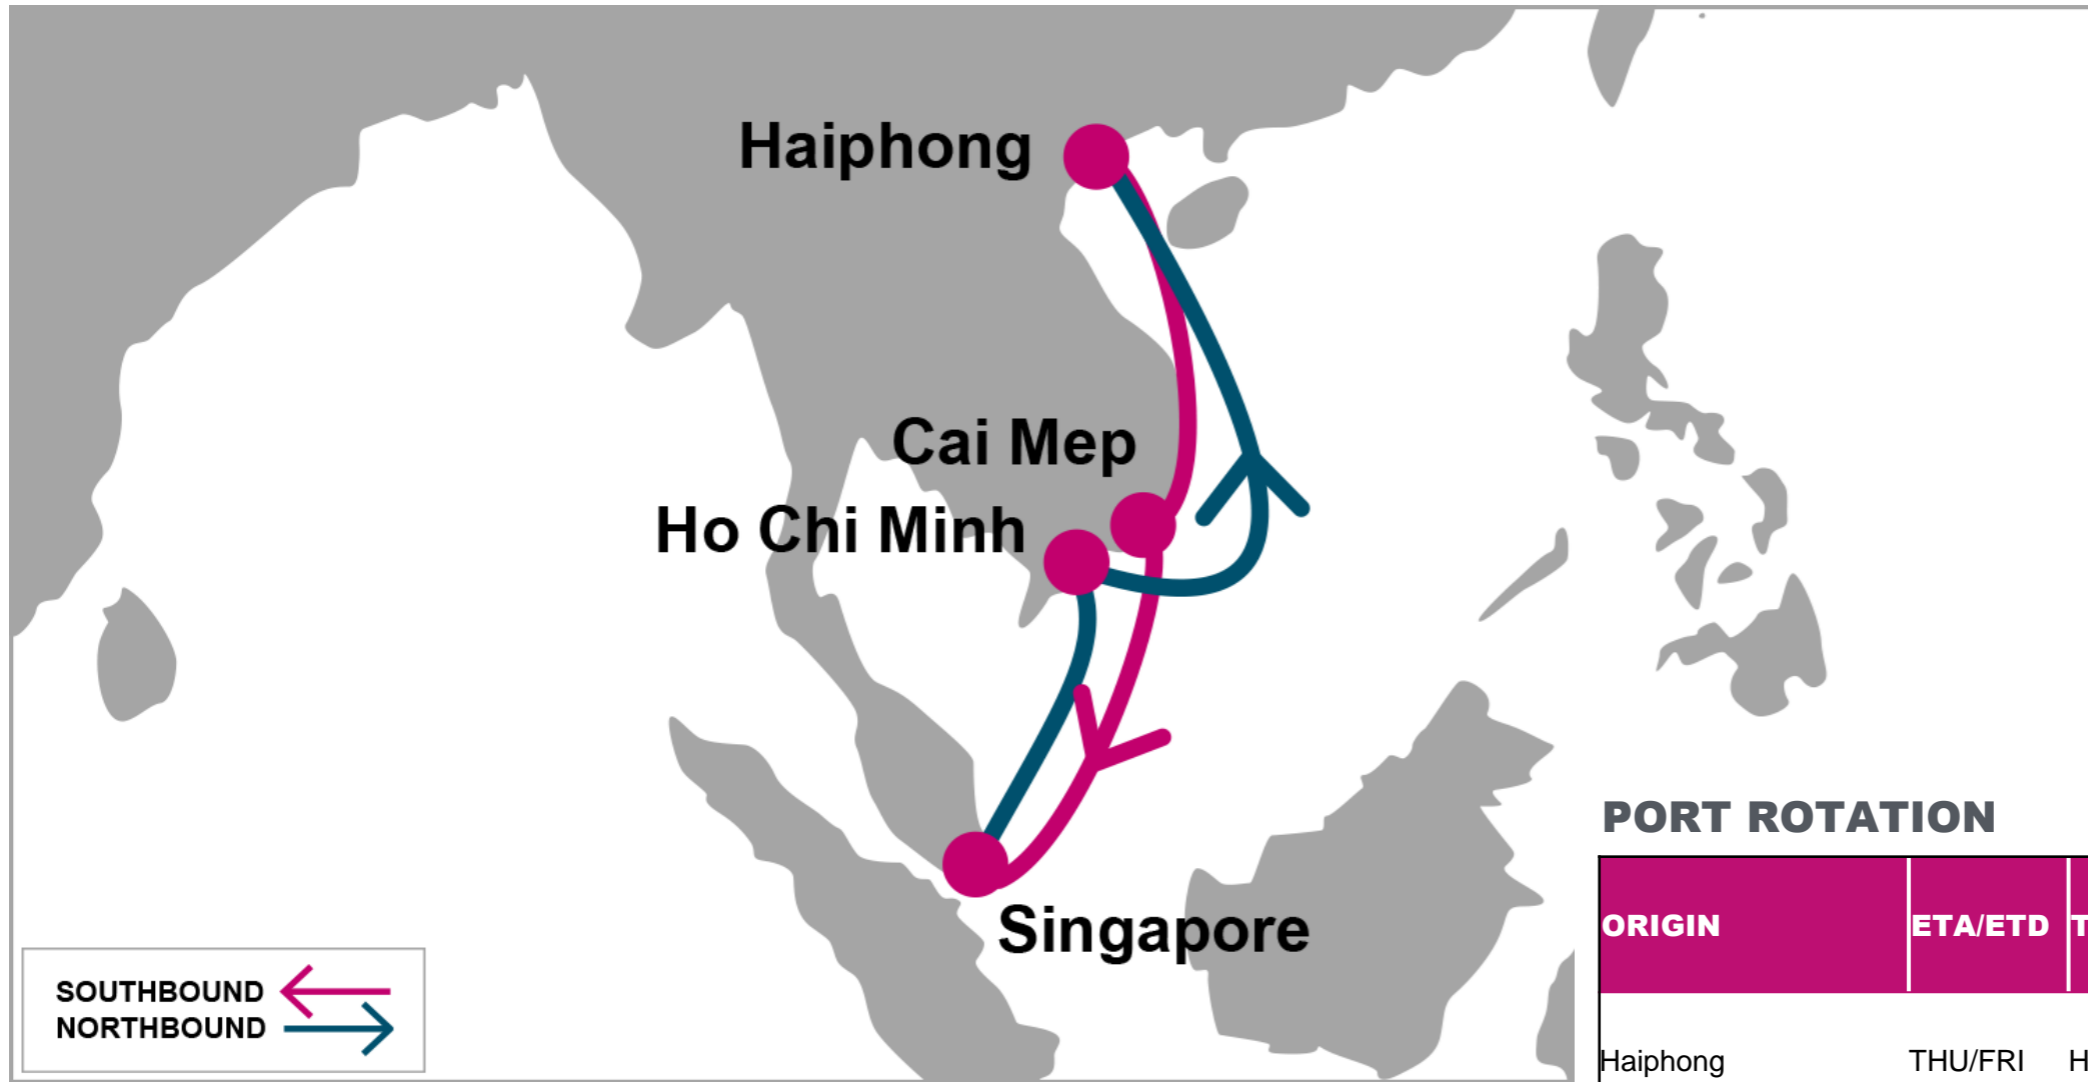 Haiphong
Cai Mep
Ho Chi Minh
Singapore
SOUTHBOUND
NORTHBOUND
PORT ROTATION
ORIGIN ETA/ETD T
Haiphong THU/FRI H